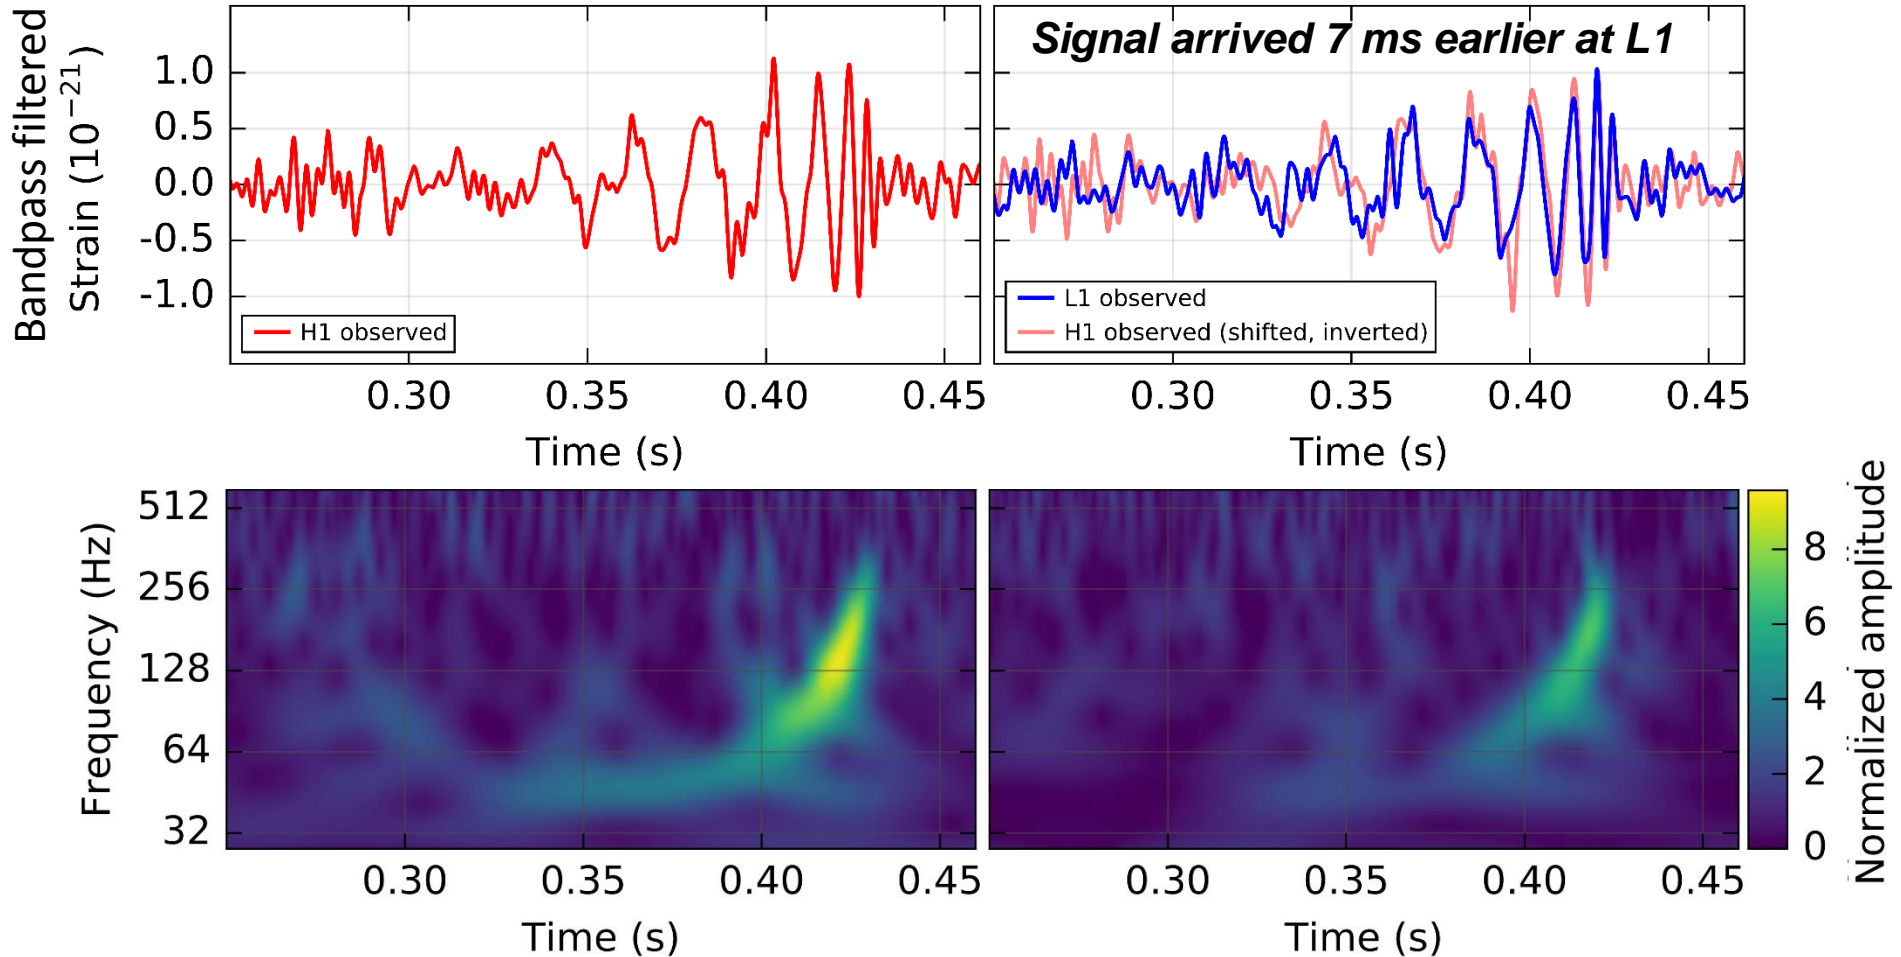 Bandpass filtered
Strain (10⁻²¹)
1.0
0.5
0.0
-0.5
-1.0
H1 observed
0.30 0.35 0.40 0.45
Time (s)
Signal arrived 7 ms earlier at L1
L1 observed
H1 observed (shifted, inverted)
0.30 0.35 0.40 0.45
Time (s)
Frequency (Hz)
512
256
128
64
32
0.30 0.35 0.40 0.45
Time (s)
0.30 0.35 0.40 0.45
Time (s)
8
6
4
2
0
Normalized amplitude